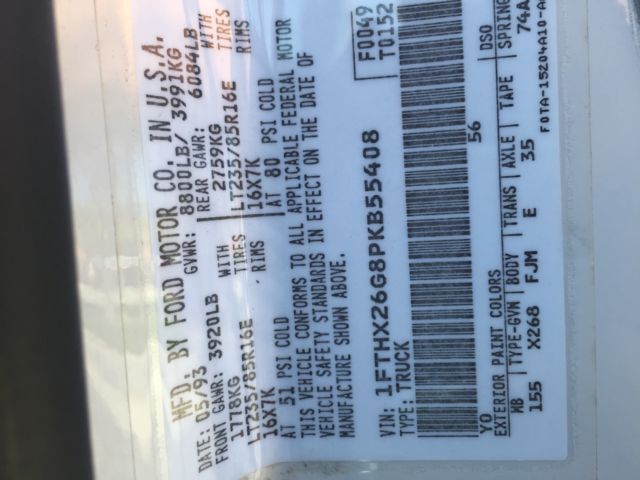 MFD. BY FORD MOTOR CO. IN U.S.A.
DATE: 05/93 GVWR: 8800LB/ 3991KG
FRONT GAWR: 3920LB REAR GAWR: 6084LB
1778KG WITH 2759KG WITH
LT235/85R16E TIRES LT235/85R16E TIRES
16X7K RIMS 16X7K RIMS
AT 51 PSI COLD AT 80 PSI COLD
THIS VEHICLE CONFORMS TO ALL APPLICABLE FEDERAL MOTOR
VEHICLE SAFETY STANDARDS IN EFFECT ON THE DATE OF
MANUFACTURE SHOWN ABOVE.
VIN: 1FTHX26G8PKB55408 F0049
TYPE: TRUCK T0152
56
YO
EXTERIOR PAINT COLORS DSO
WB TYPE-GVW BODY TRANS AXLE TAPE SPRING
155 X268 FJM E 35 74A